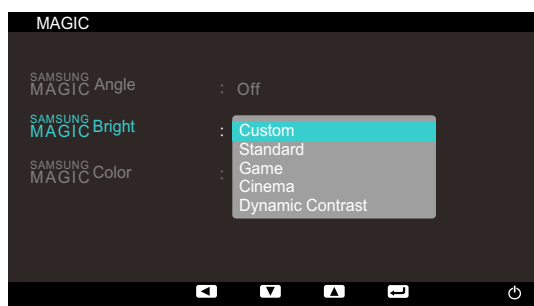 MAGIC
SAMSUNG
MAGIC Angle : Off
SAMSUNG
MAGIC Bright : Custom
Standard
Game
Cinema
Dynamic Contrast
SAMSUNG
MAGIC Color :